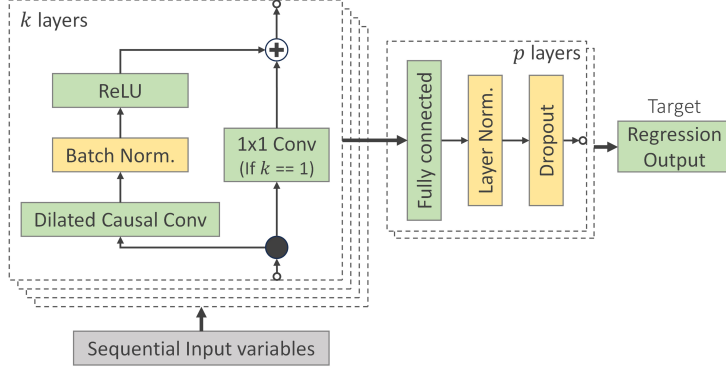 k layers
ReLU
Batch Norm.
Dilated Causal Conv
1x1 Conv
(If k == 1)
Sequential Input variables
p layers
Fully connected
Layer Norm.
Dropout
Target
Regression
Output